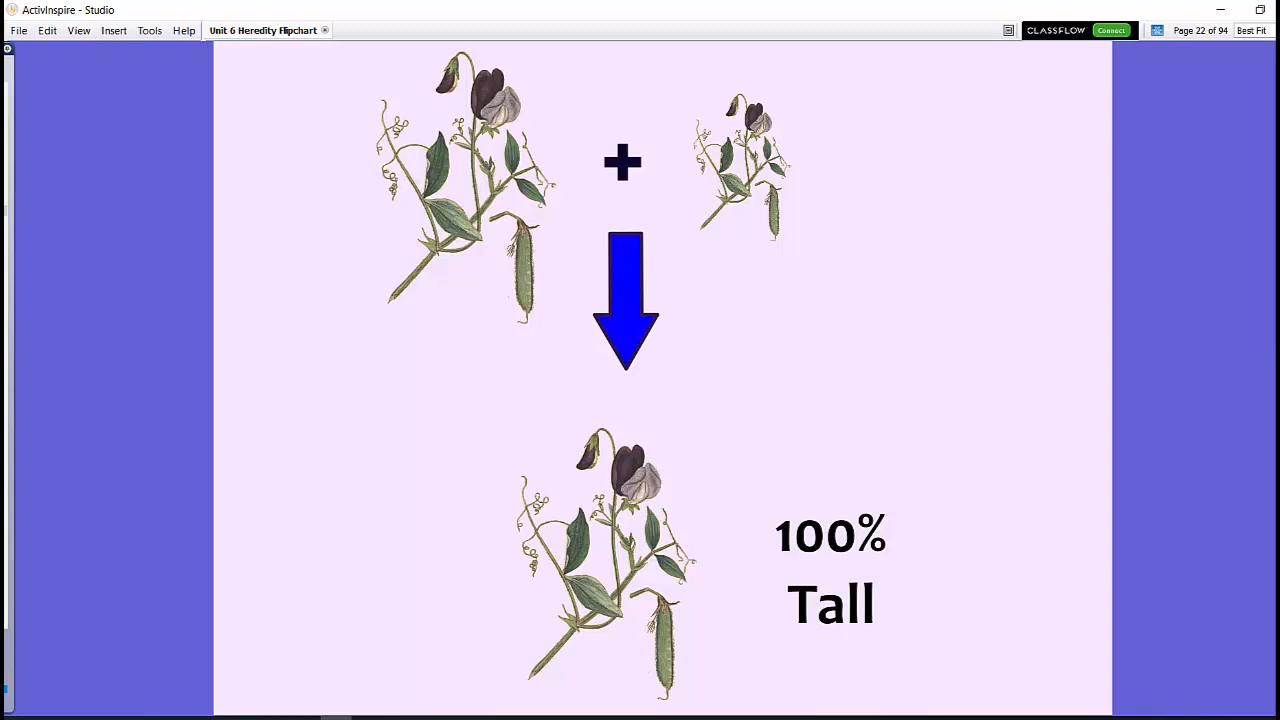 ActivInspire - Studio
File Edit View Insert Tools Help Unit 6 Heredity Flipchart CLASSFLOW Connect Page 22 of 94 Best Fit
+
100%
Tall